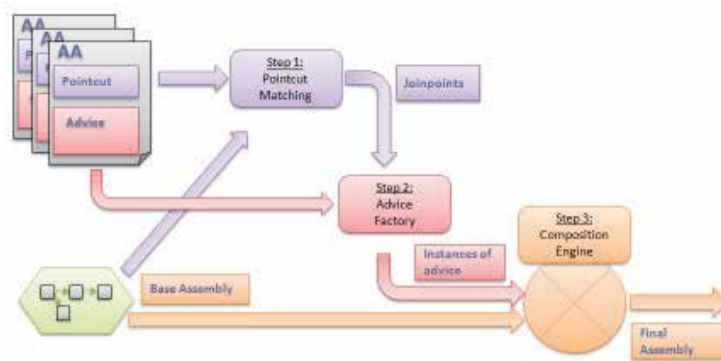 AA
AA
AA
Pointcut
Advice
Step 1:
Pointcut
Matching
Joinpoints
Step 2:
Advice
Factory
Step 3:
Composition
Engine
Instances of
advice
Base Assembly
Final
Assembly